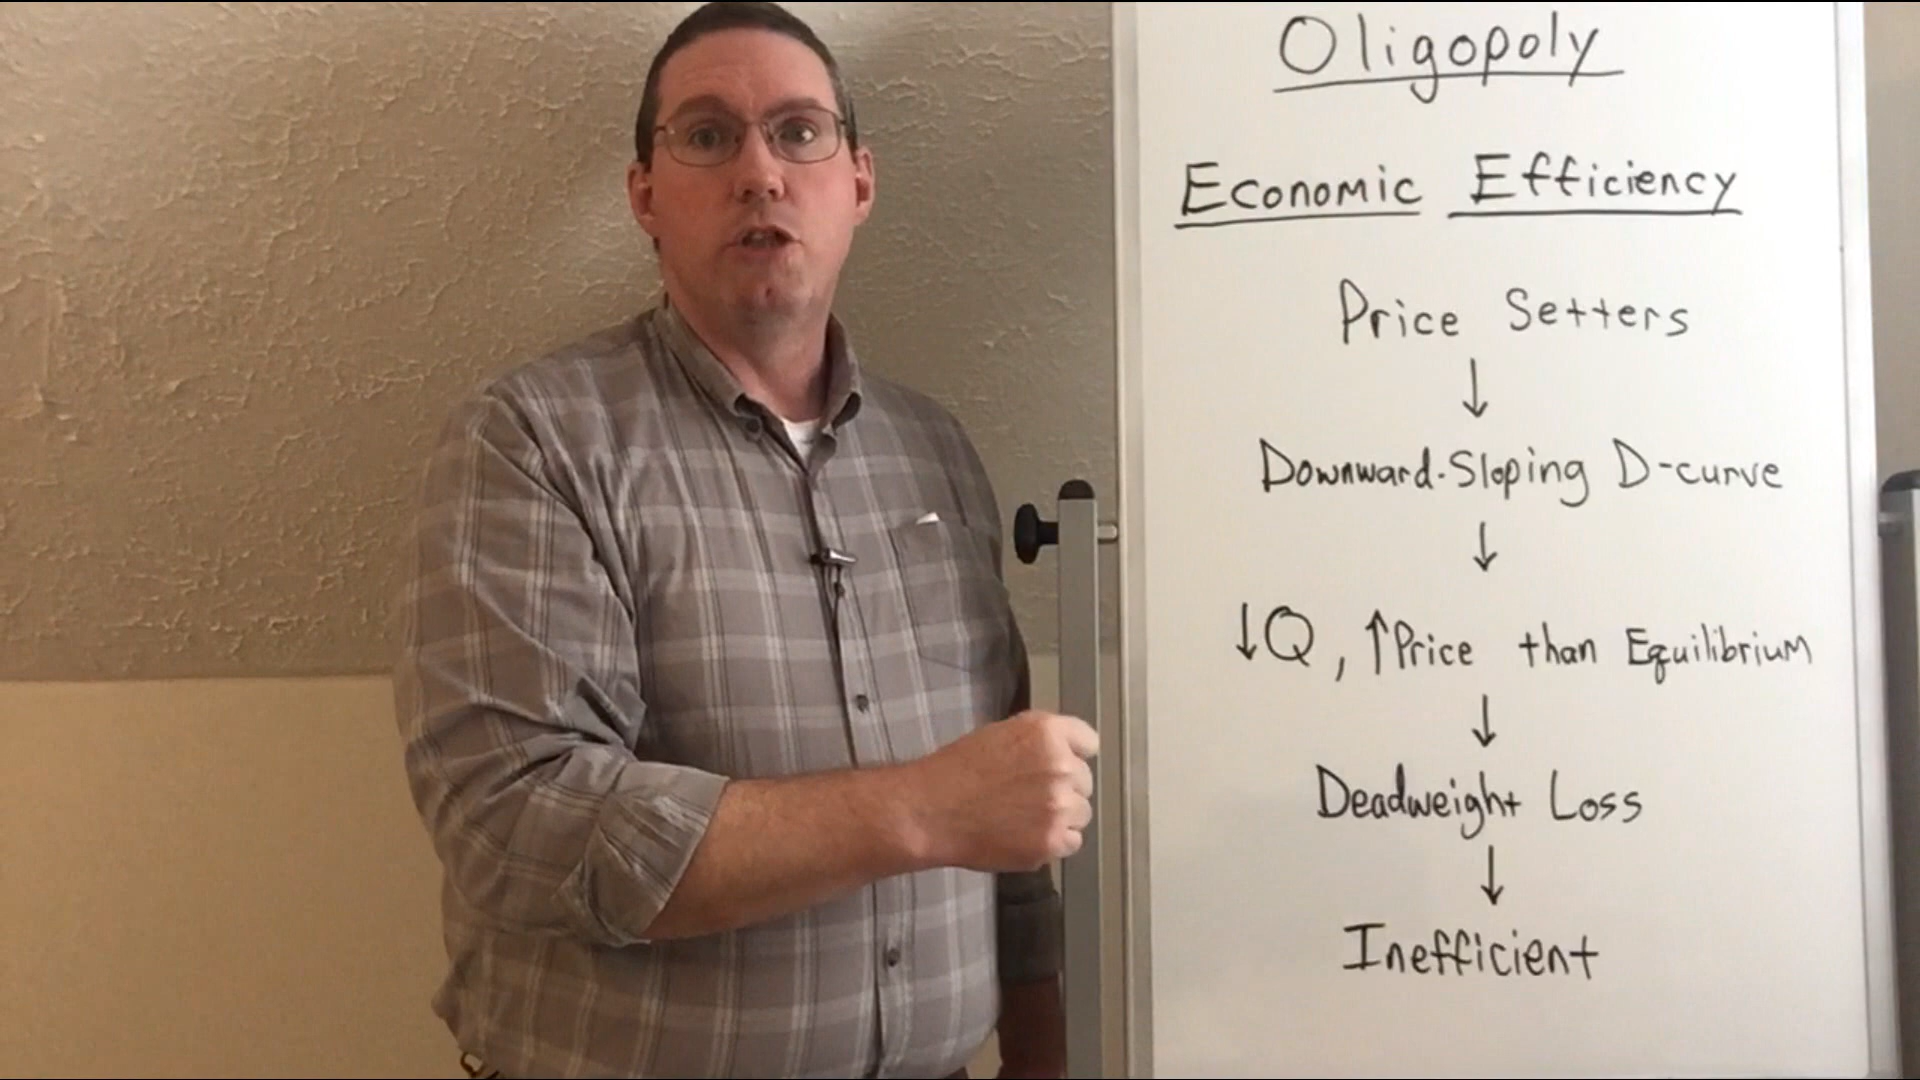 Oligopoly
Economic Efficiency
Price Setters
↓
Downward-Sloping D-curve
↓
↓Q, ↑Price than Equilibrium
↓
Deadweight Loss
↓
Inefficient